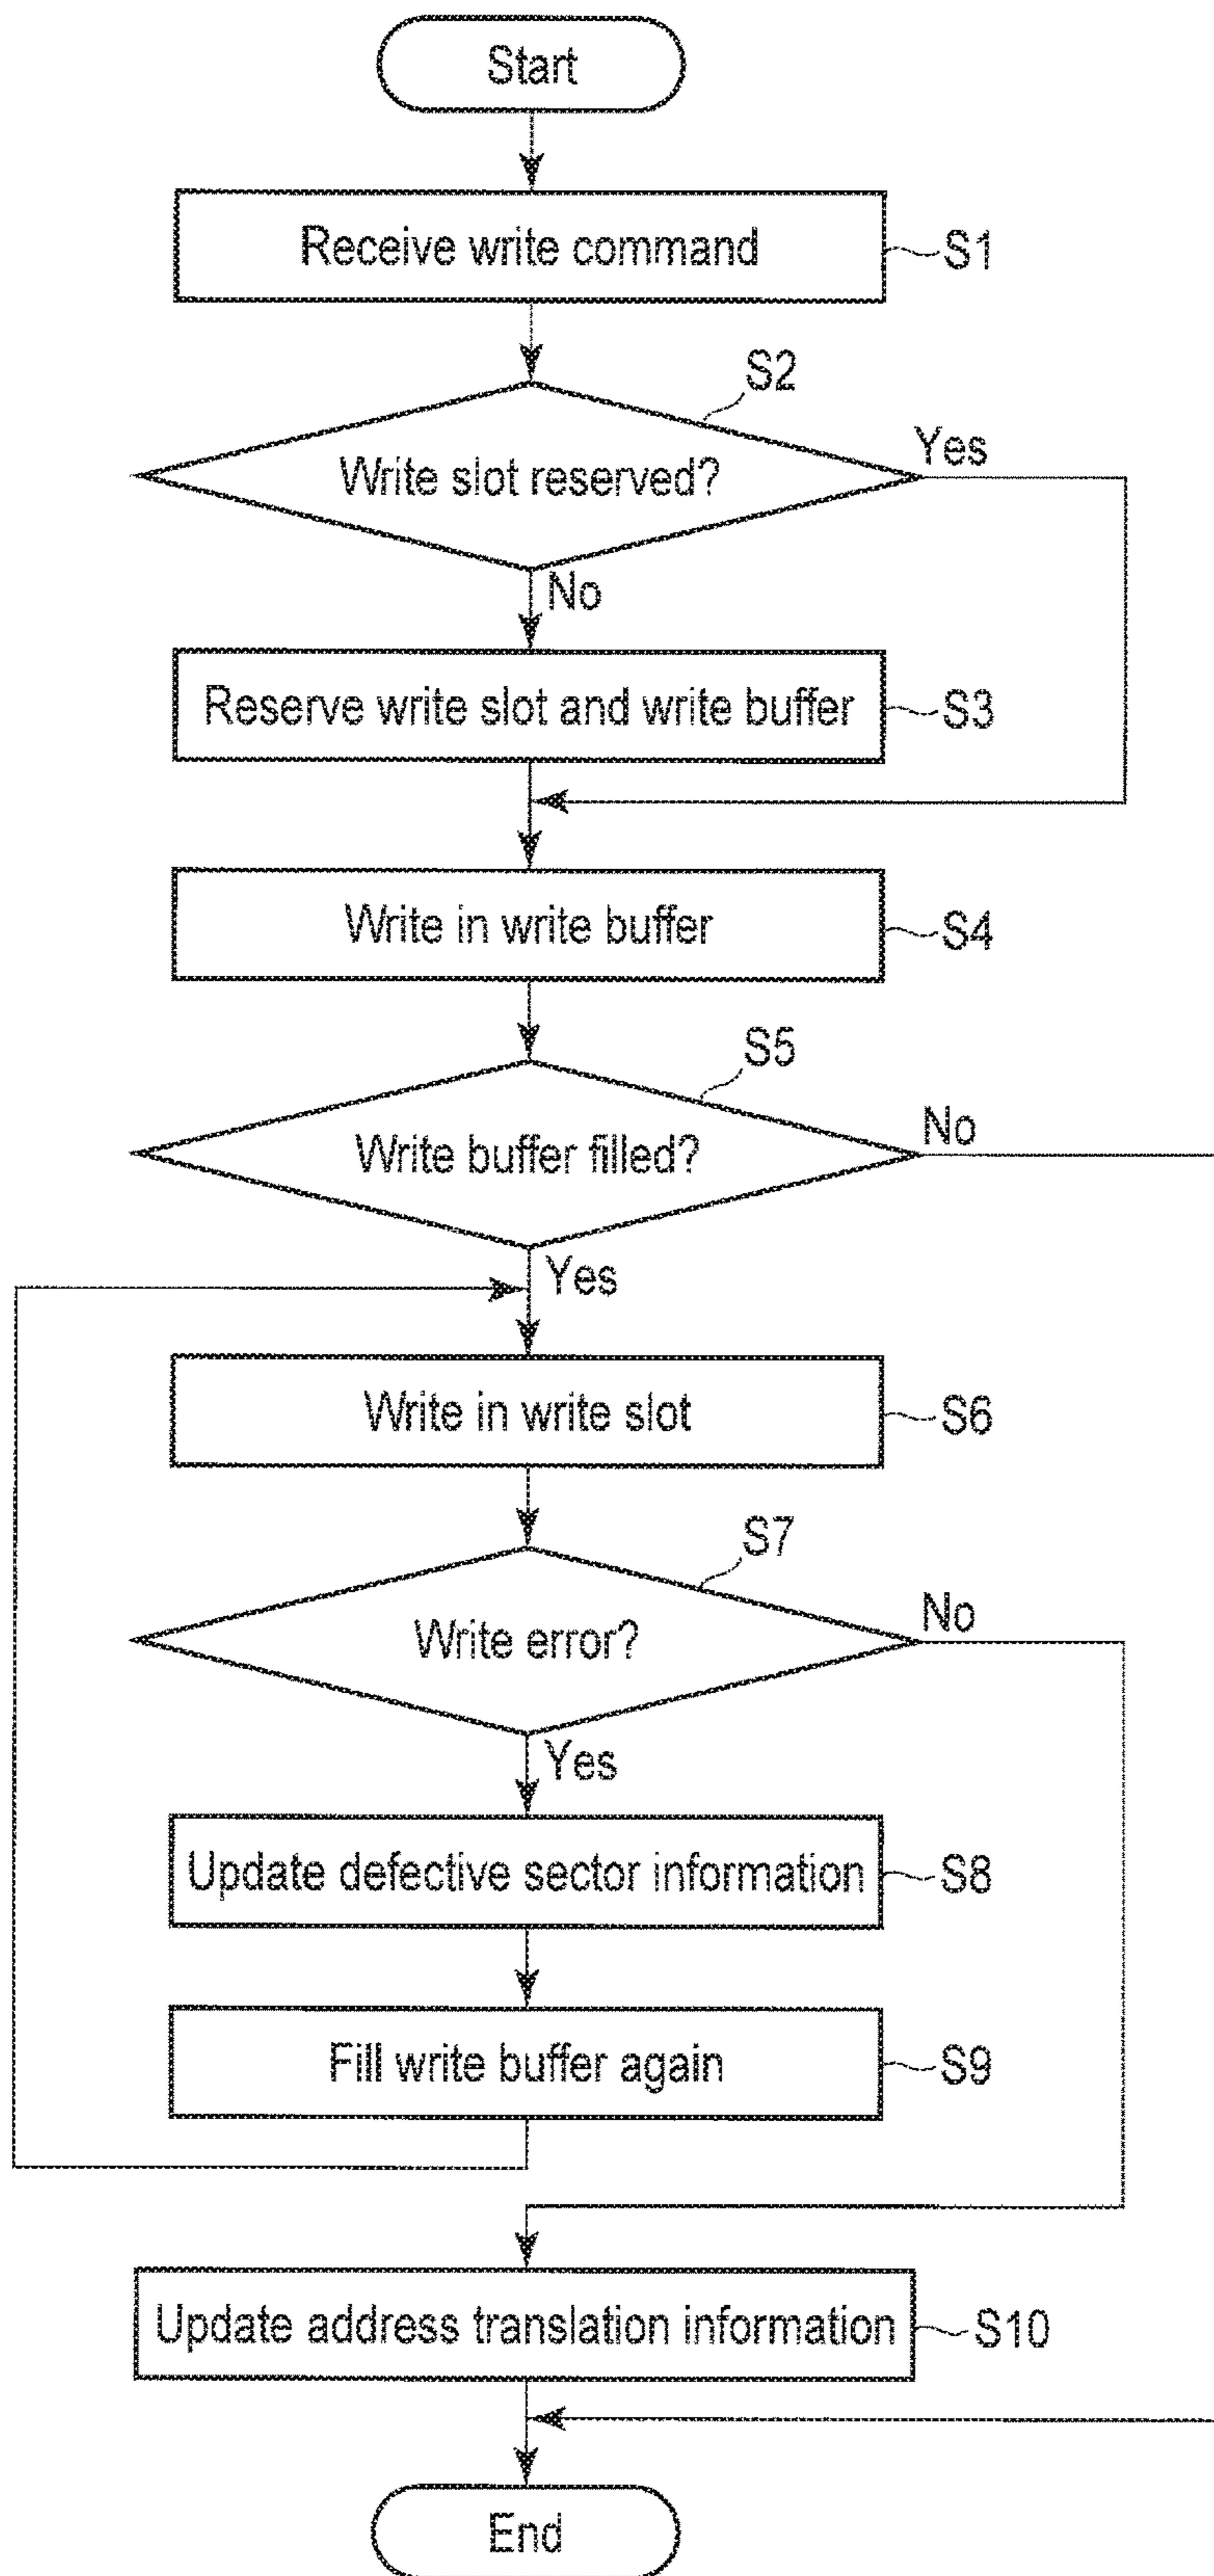 Start
Receive write command
S1
S2
Write slot reserved?
Yes
No
Reserve write slot and write buffer
S3
Write in write buffer
S4
S5
Write buffer filled?
No
Yes
Write in write slot
S6
S7
Write error?
No
Yes
Update defective sector information
S8
Fill write buffer again
S9
Update address translation information
S10
End